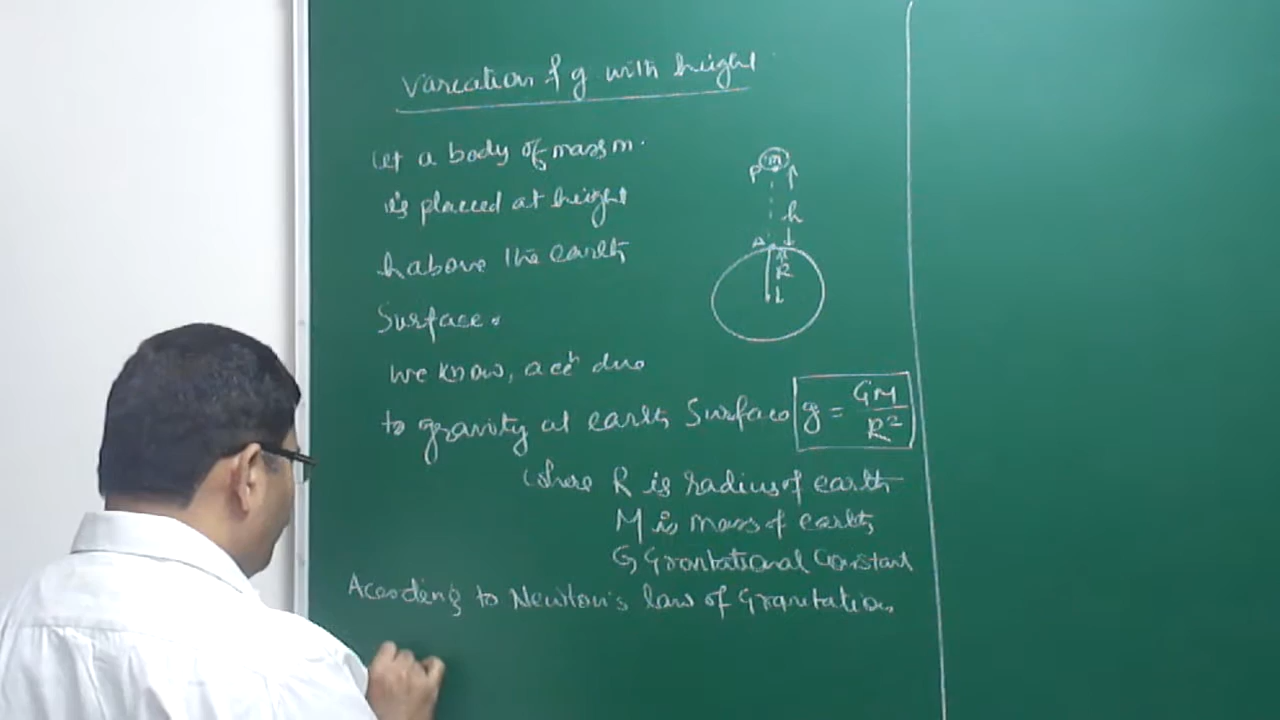 Variation of g with height
Let a body of mass m.
is placed at height
h above the earth
Surface.
we know, accn due
to gravity at earth Surface g = GM/R²
where R is radius of earth
M is mass of earth
G Gravitational Constant
According to Newton's law of Gravitation
m
P
h
A
R